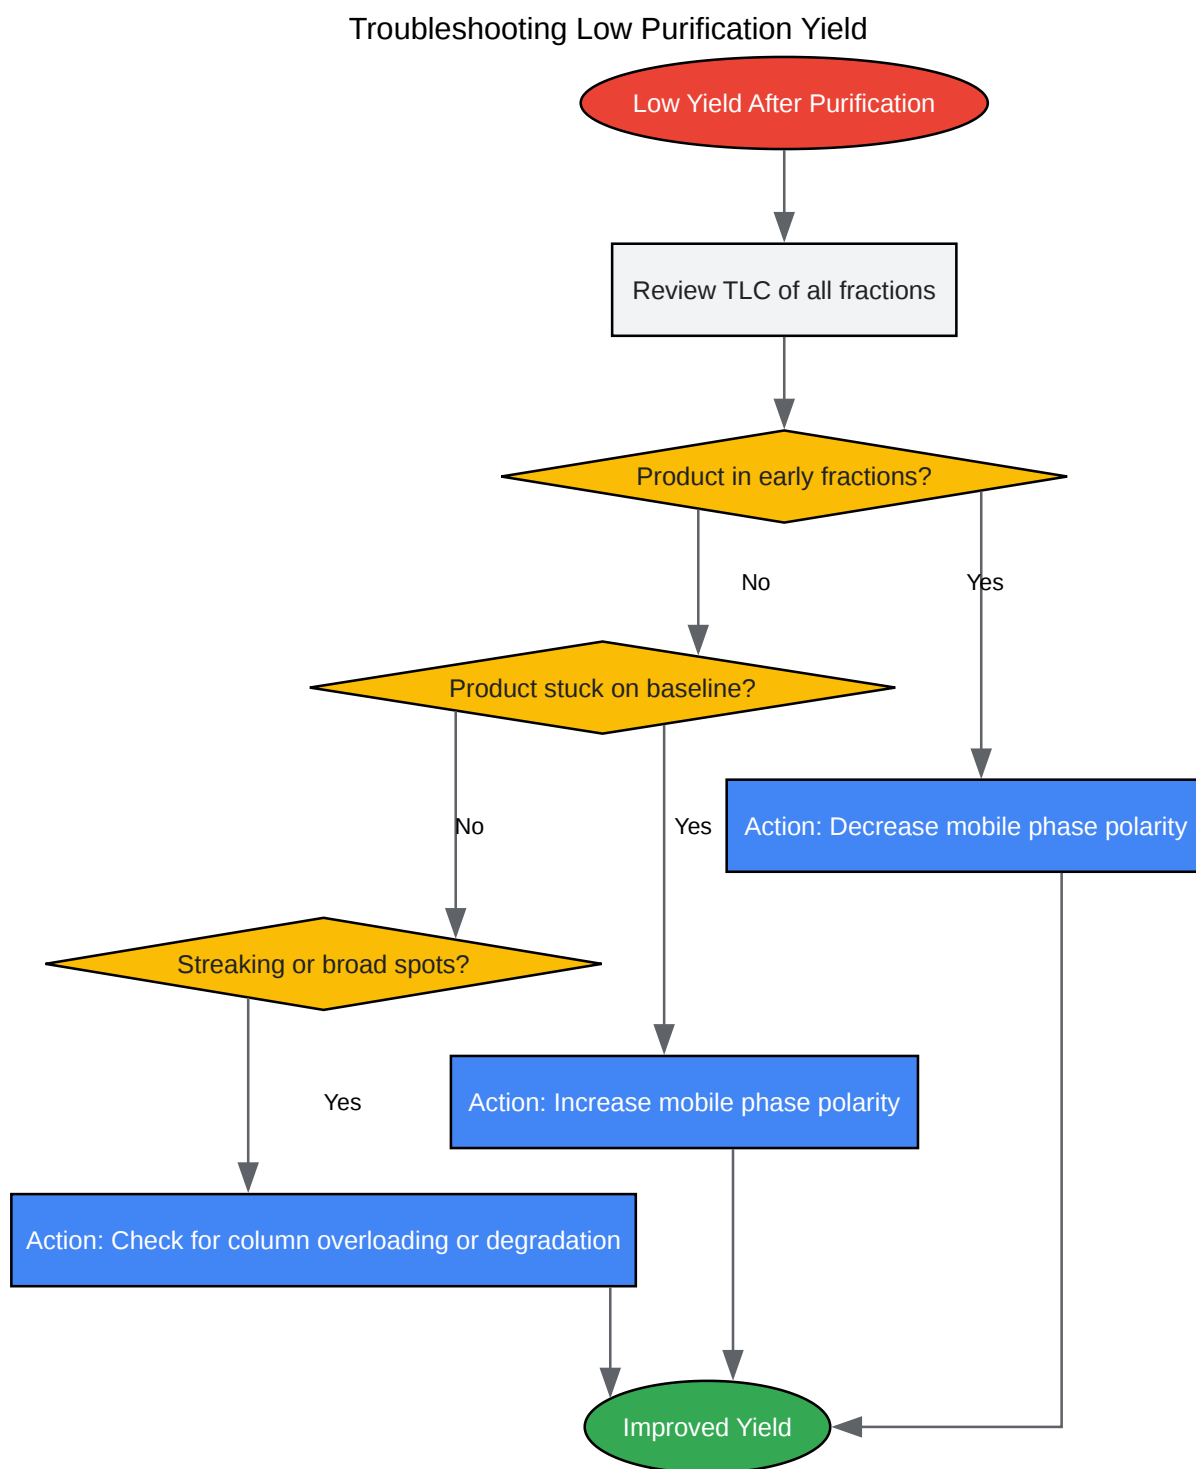 Troubleshooting Low Purification Yield
Low Yield After Purification
Review TLC of all fractions
Product in early fractions?
No
Yes
Product stuck on baseline?
No
Yes
Action: Decrease mobile phase polarity
Streaking or broad spots?
Yes
Action: Increase mobile phase polarity
Action: Check for column overloading or degradation
Improved Yield